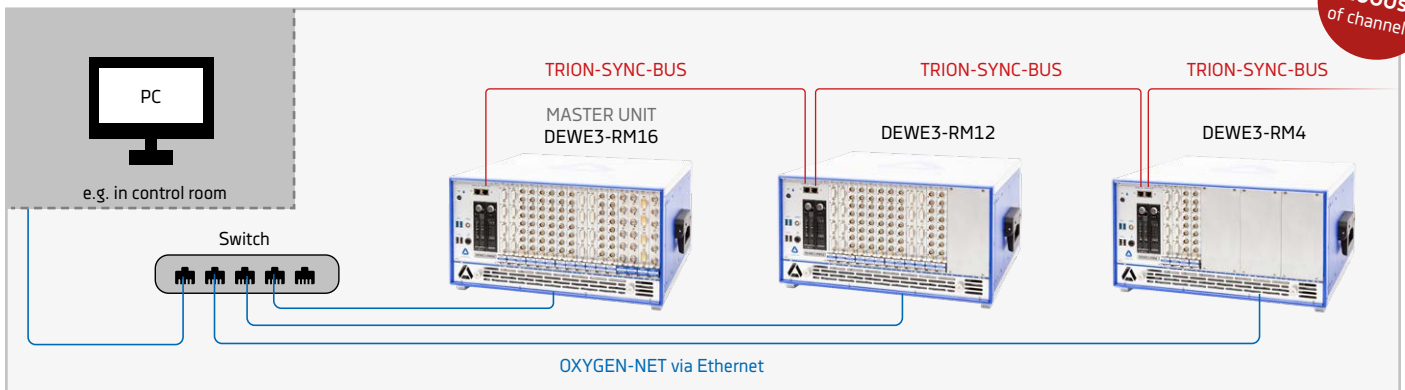 of channel
TRION-SYNC-BUS
TRION-SYNC-BUS
TRION-SYNC-BUS
PC
MASTER UNIT
DEWE3-RM16
DEWE3-RM12
DEWE3-RM4
e.g. in control room
Switch
OXYGEN-NET via Ethernet